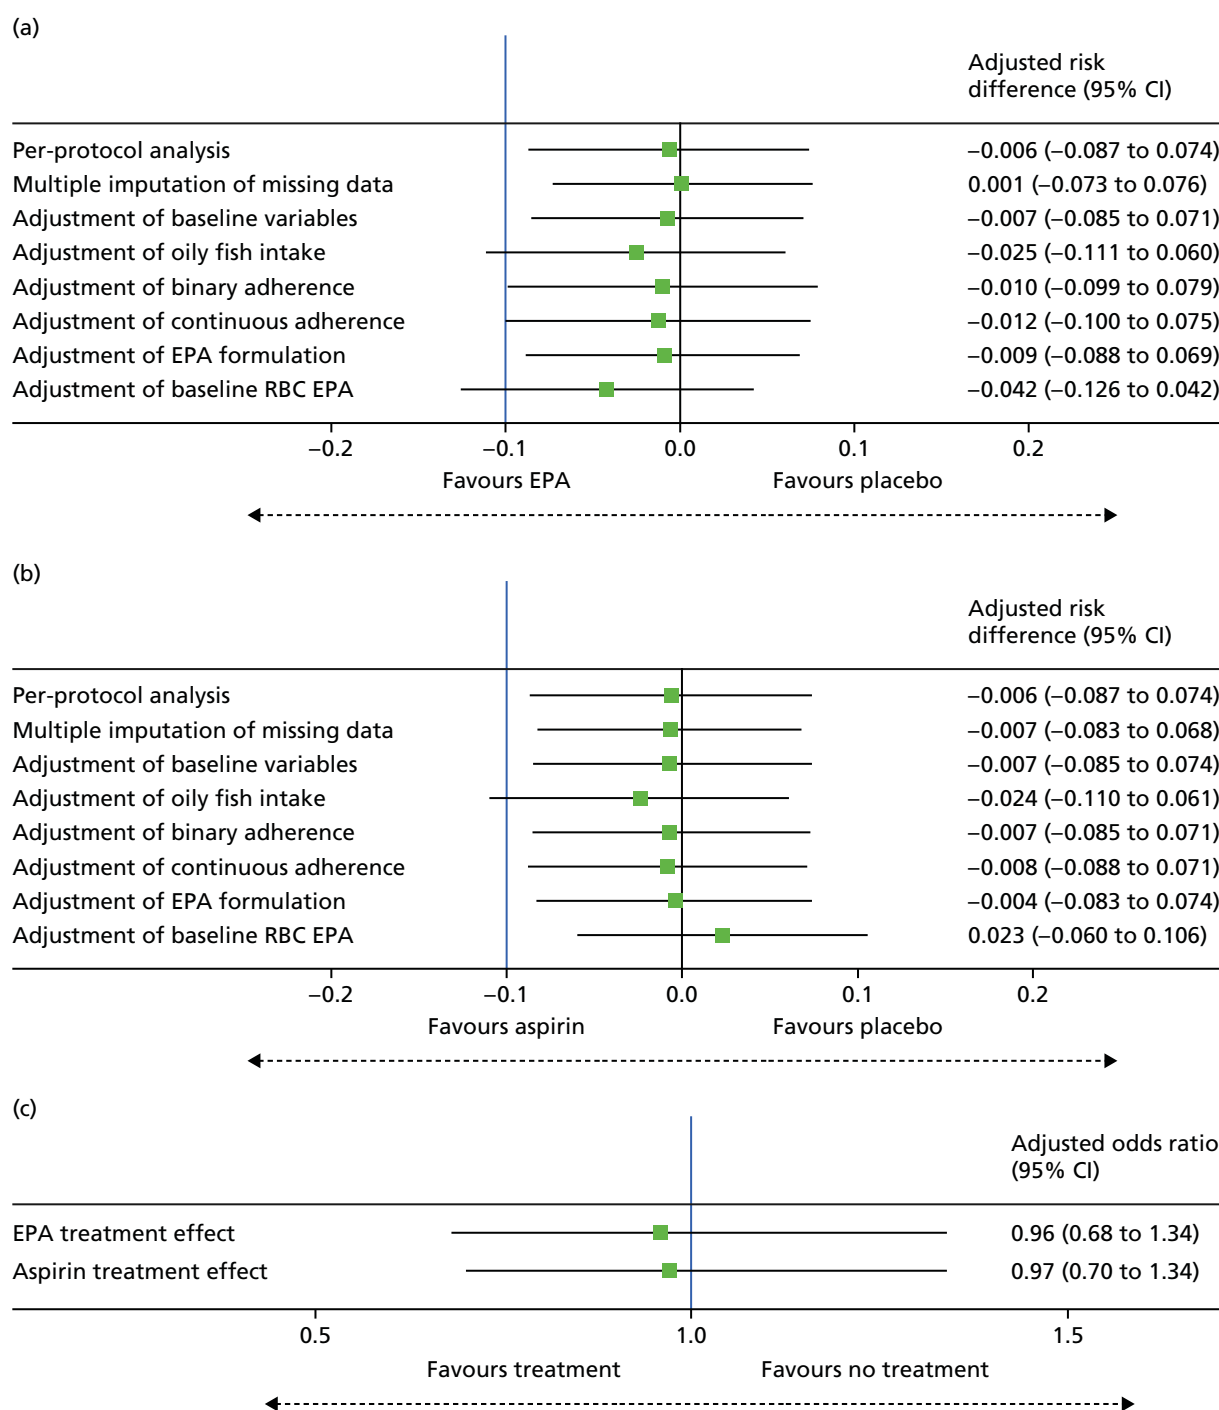 (a)
Adjusted risk
difference (95% CI)
Per-protocol analysis –0.006 (–0.087 to 0.074)
Multiple imputation of missing data 0.001 (–0.073 to 0.076)
Adjustment of baseline variables –0.007 (–0.085 to 0.071)
Adjustment of oily fish intake –0.025 (–0.111 to 0.060)
Adjustment of binary adherence –0.010 (–0.099 to 0.079)
Adjustment of continuous adherence –0.012 (–0.100 to 0.075)
Adjustment of EPA formulation –0.009 (–0.088 to 0.069)
Adjustment of baseline RBC EPA –0.042 (–0.126 to 0.042)
–0.2 –0.1 0.0 0.1 0.2
Favours EPA Favours placebo
(b)
Adjusted risk
difference (95% CI)
Per-protocol analysis –0.006 (–0.087 to 0.074)
Multiple imputation of missing data –0.007 (–0.083 to 0.068)
Adjustment of baseline variables –0.007 (–0.085 to 0.074)
Adjustment of oily fish intake –0.024 (–0.110 to 0.061)
Adjustment of binary adherence –0.007 (–0.085 to 0.071)
Adjustment of continuous adherence –0.008 (–0.088 to 0.071)
Adjustment of EPA formulation –0.004 (–0.083 to 0.074)
Adjustment of baseline RBC EPA 0.023 (–0.060 to 0.106)
–0.2 –0.1 0.0 0.1 0.2
Favours aspirin Favours placebo
(c)
Adjusted odds ratio
(95% CI)
EPA treatment effect 0.96 (0.68 to 1.34)
Aspirin treatment effect 0.97 (0.70 to 1.34)
0.5 1.0 1.5
Favours treatment Favours no treatment